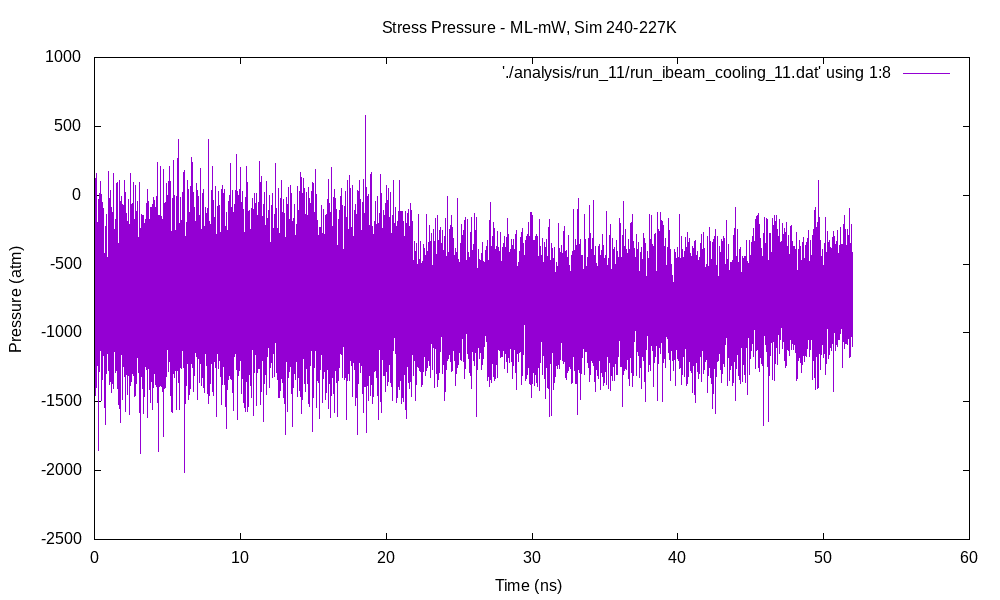 Stress Pressure - ML-mW, Sim 240-227K
'./analysis/run_11/run_ibeam_cooling_11.dat' using 1:8
Pressure (atm)
1000
500
0
-500
-1000
-1500
-2000
-2500
0 10 20 30 40 50 60
Time (ns)